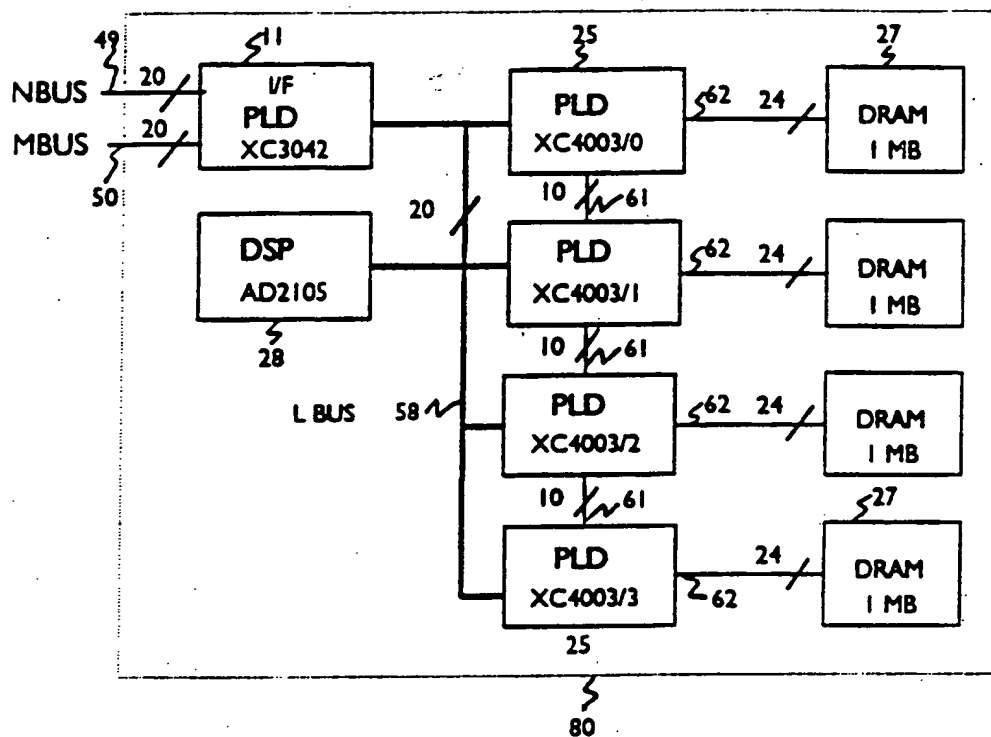 49
11
25
27
NBUS
20
I/F
PLD
XC3042
PLD
XC4003/0
62
24
DRAM
1 MB
MBUS
20
50
10
61
20
DSP
AD2105
28
PLD
XC4003/1
62
24
DRAM
1 MB
10
61
L BUS
58
PLD
XC4003/2
62
24
DRAM
1 MB
10
61
27
PLD
XC4003/3
24
62
DRAM
1 MB
25
80